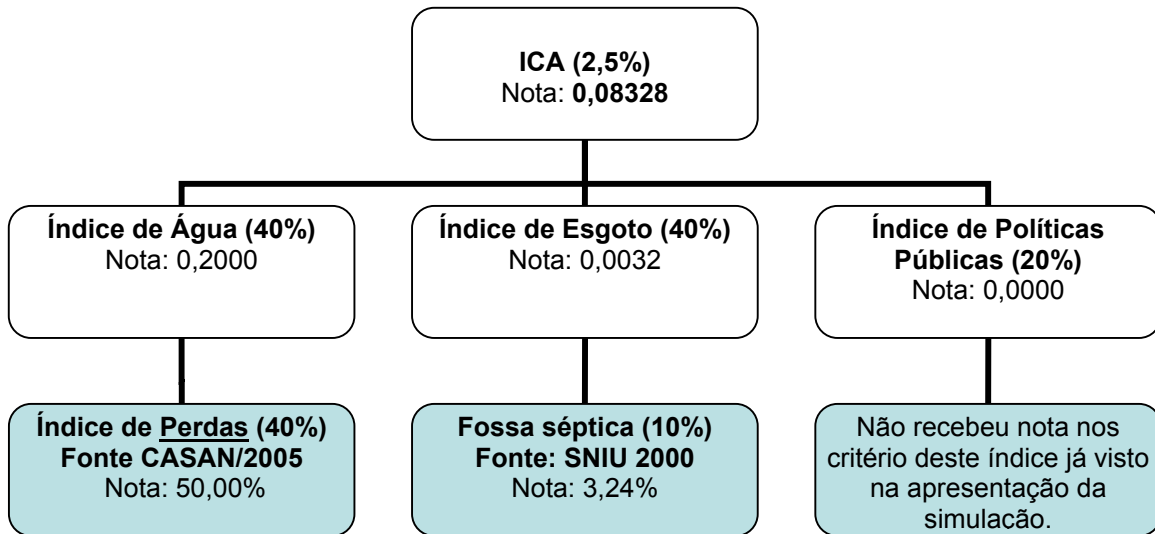 ICA (2,5%)
Nota: 0,08328
Índice de Água (40%)
Nota: 0,2000
Índice de Esgoto (40%)
Nota: 0,0032
Índice de Políticas
Públicas (20%)
Nota: 0,0000
Índice de Perdas (40%)
Fonte CASAN/2005
Nota: 50,00%
Fossa séptica (10%)
Fonte: SNIU 2000
Nota: 3,24%
Não recebeu nota nos
critério deste índice já visto
na apresentação da
simulacão.